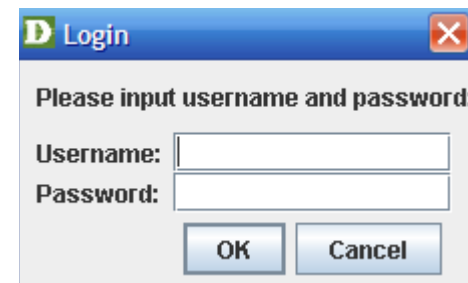 D Login
Please input username and password:
Username:
Password:
OK Cancel